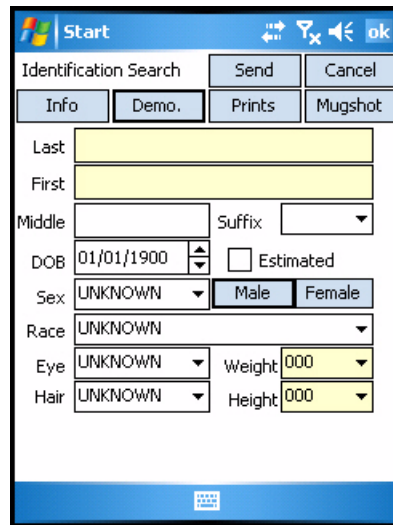 Start ok
Identification Search Send Cancel
Info Demo. Prints Mugshot
Last
First
Middle Suffix
DOB 01/01/1900 Estimated
Sex UNKNOWN Male Female
Race UNKNOWN
Eye UNKNOWN Weight 000
Hair UNKNOWN Height 000